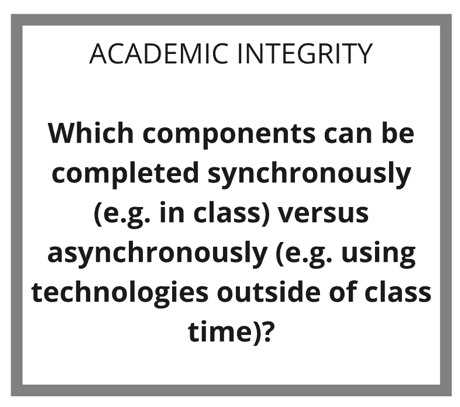 ACADEMIC INTEGRITY
Which components can be
completed synchronously
(e.g. in class) versus
asynchronously (e.g. using
technologies outside of class
time)?